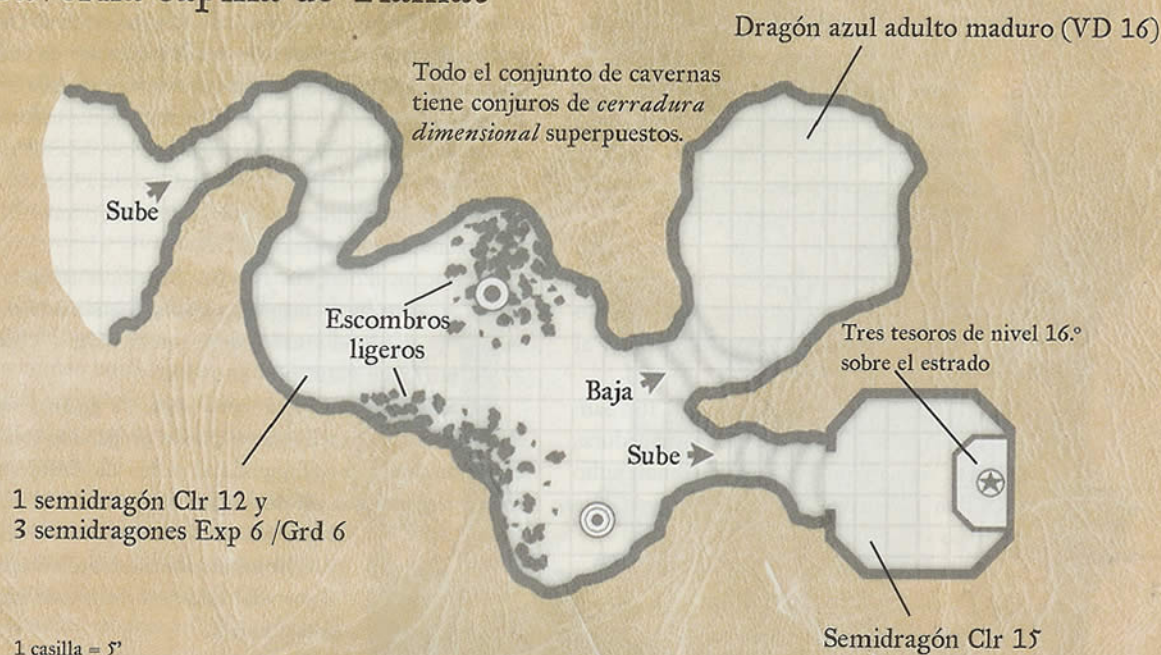 Dragón azul adulto maduro (VD 16)
Todo el conjunto de cavernas
tiene conjuros de cerradura
dimensional superpuestos.
Sube
Escombros
ligeros
Tres tesoros de nivel 16.º
sobre el estrado
Baja
Sube
1 semidragón Clr 12 y
3 semidragones Exp 6 /Grd 6
Semidragón Clr 15
1 casilla = 5'